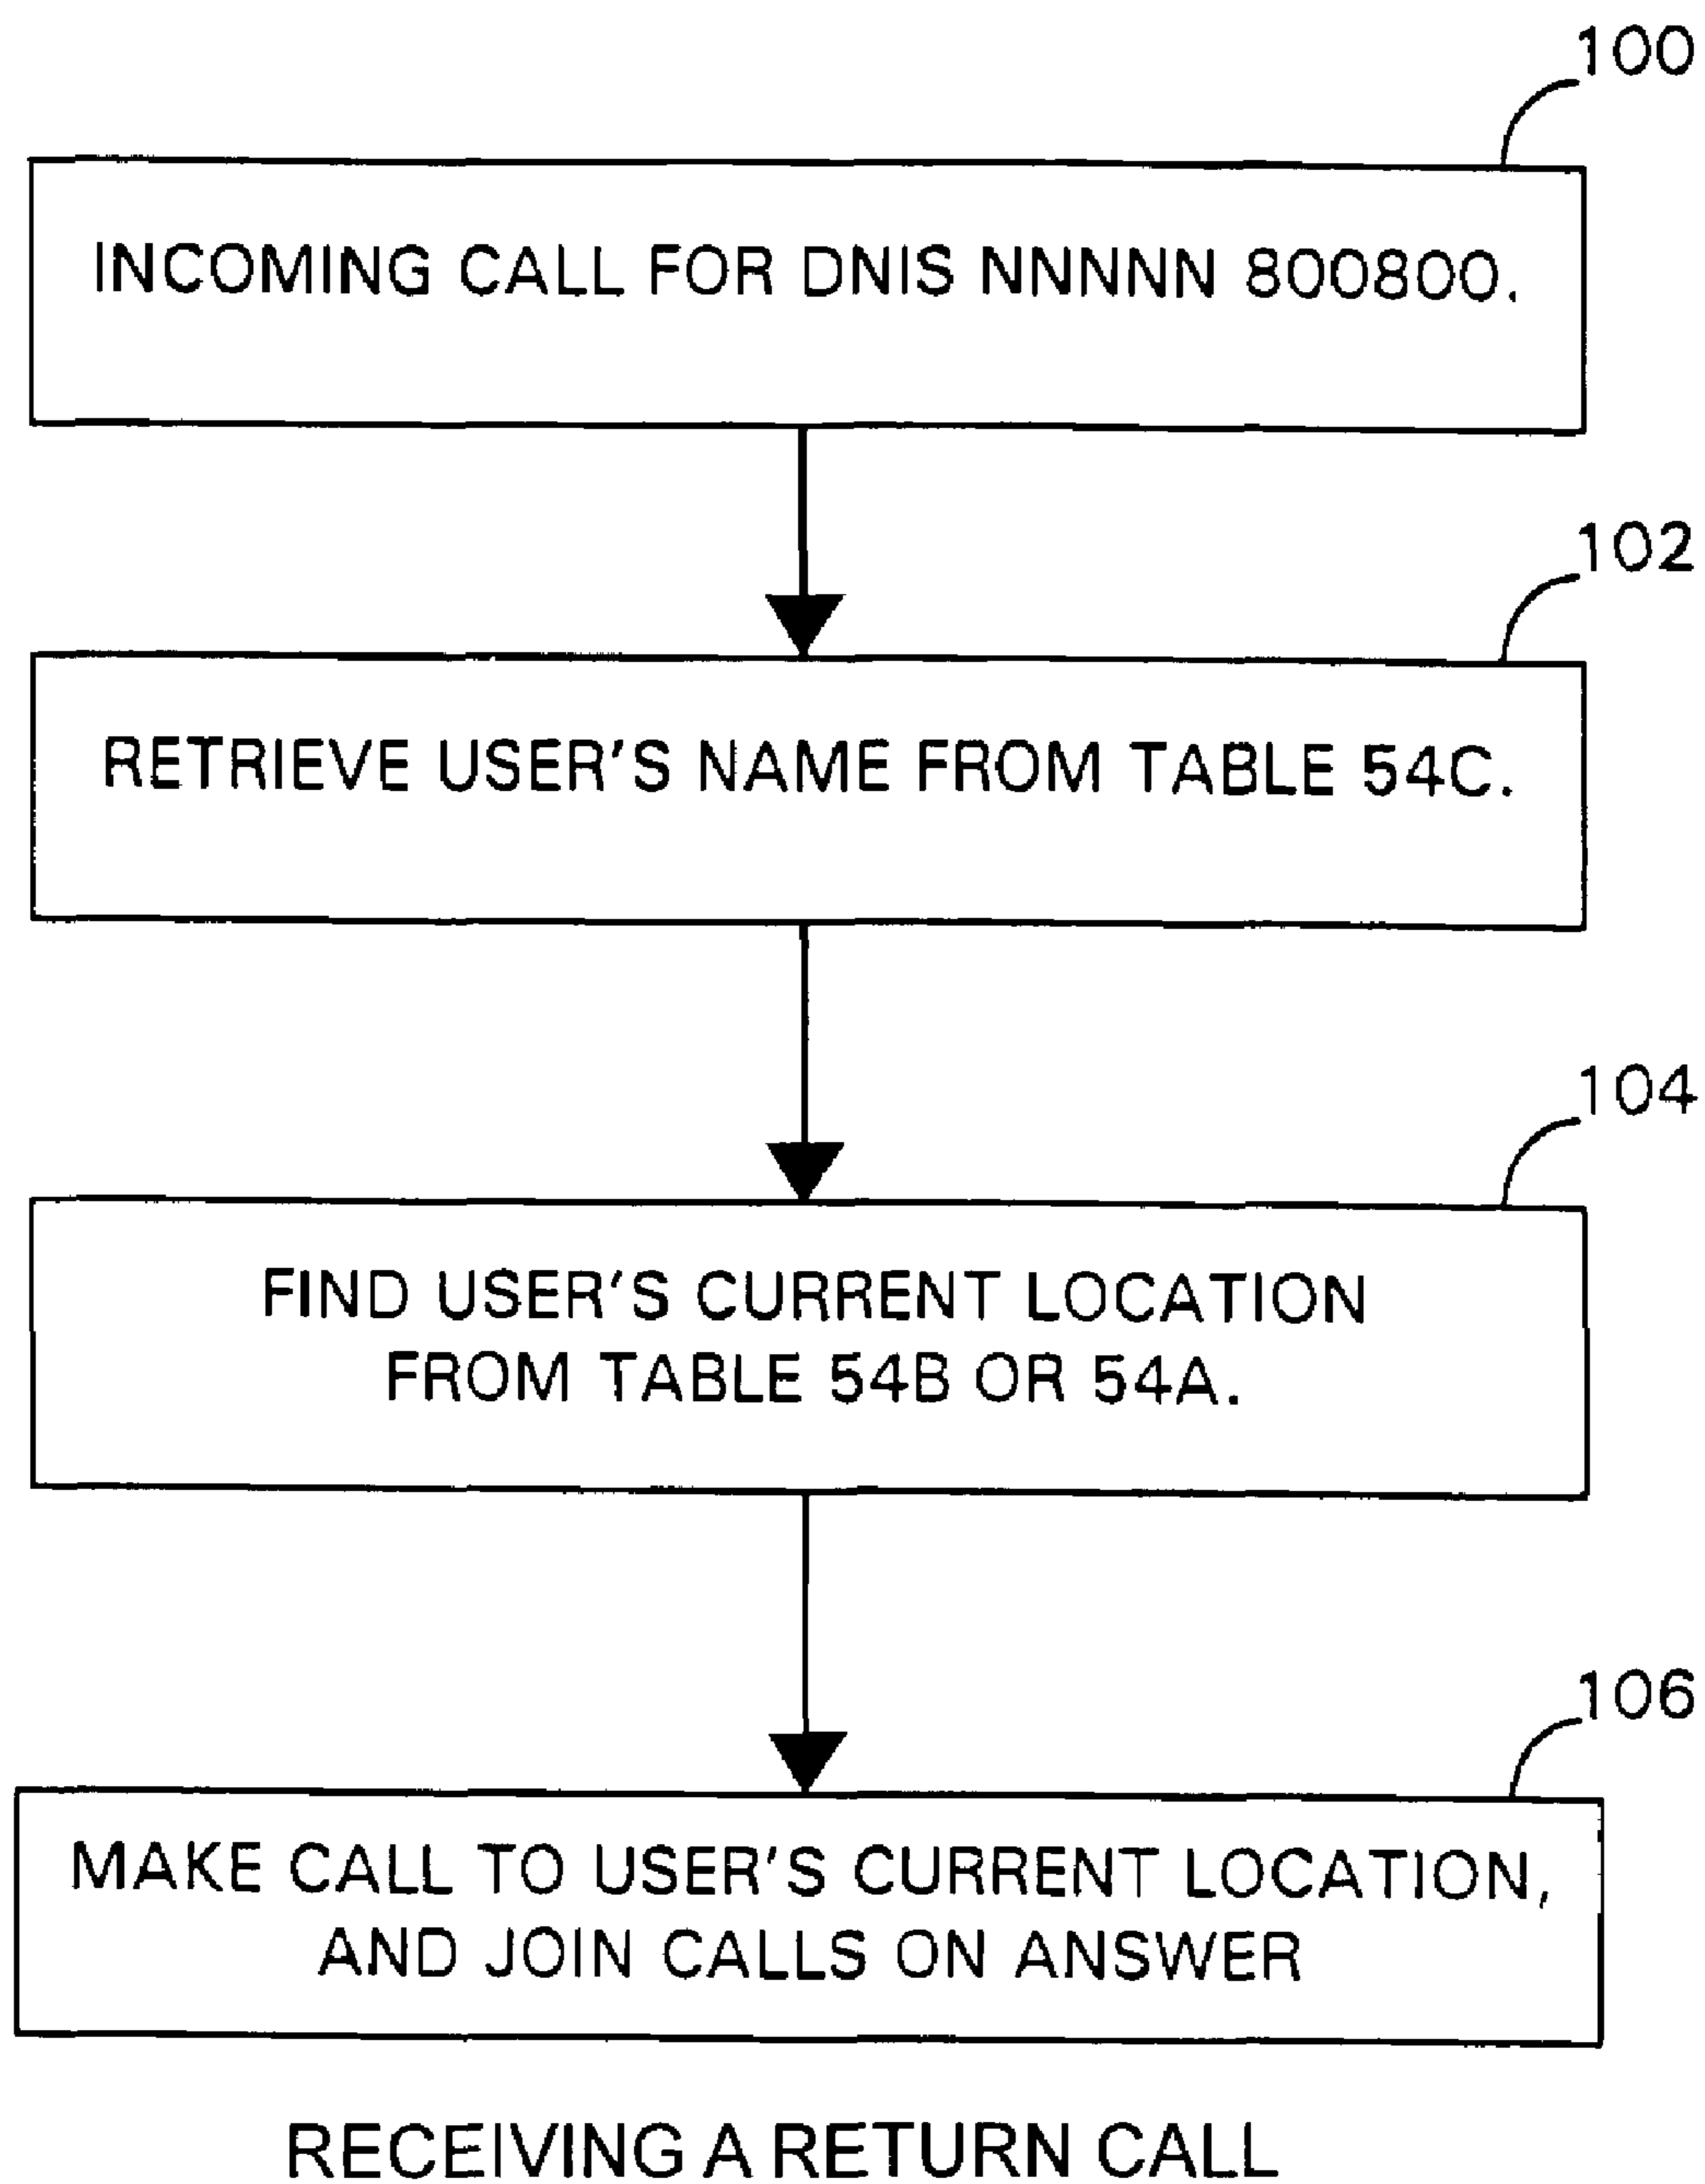 100
INCOMING CALL FOR DNIS NNNNN 800800.
102
RETRIEVE USER'S NAME FROM TABLE 54C.
104
FIND USER'S CURRENT LOCATION
FROM TABLE 54B OR 54A.
106
MAKE CALL TO USER'S CURRENT LOCATION,
AND JOIN CALLS ON ANSWER
RECEIVING A RETURN CALL